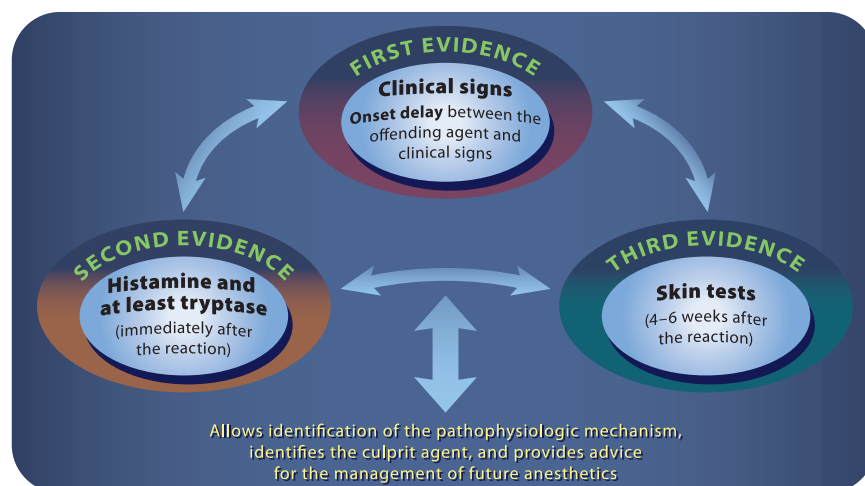 FIRST EVIDENCE
Clinical signs
Onset delay between the
offending agent and
clinical signs
SECOND EVIDENCE
Histamine and
at least tryptase
(immediately after
the reaction)
THIRD EVIDENCE
Skin tests
(4–6 weeks after
the reaction)
Allows identification of the pathophysiologic mechanism,
identifies the culprit agent, and provides advice
for the management of future anesthetics